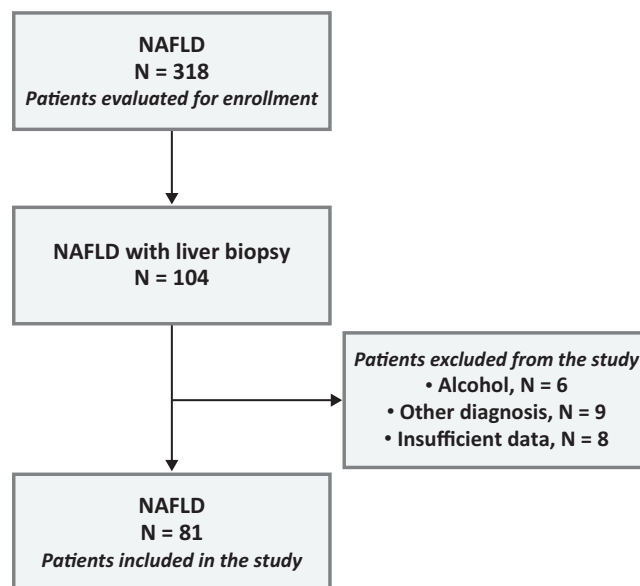 NAFLD
N = 318
Patients evaluated for enrollment
NAFLD with liver biopsy
N = 104
Patients excluded from the study
• Alcohol, N = 6
• Other diagnosis, N = 9
• Insufficient data, N = 8
NAFLD
N = 81
Patients included in the study